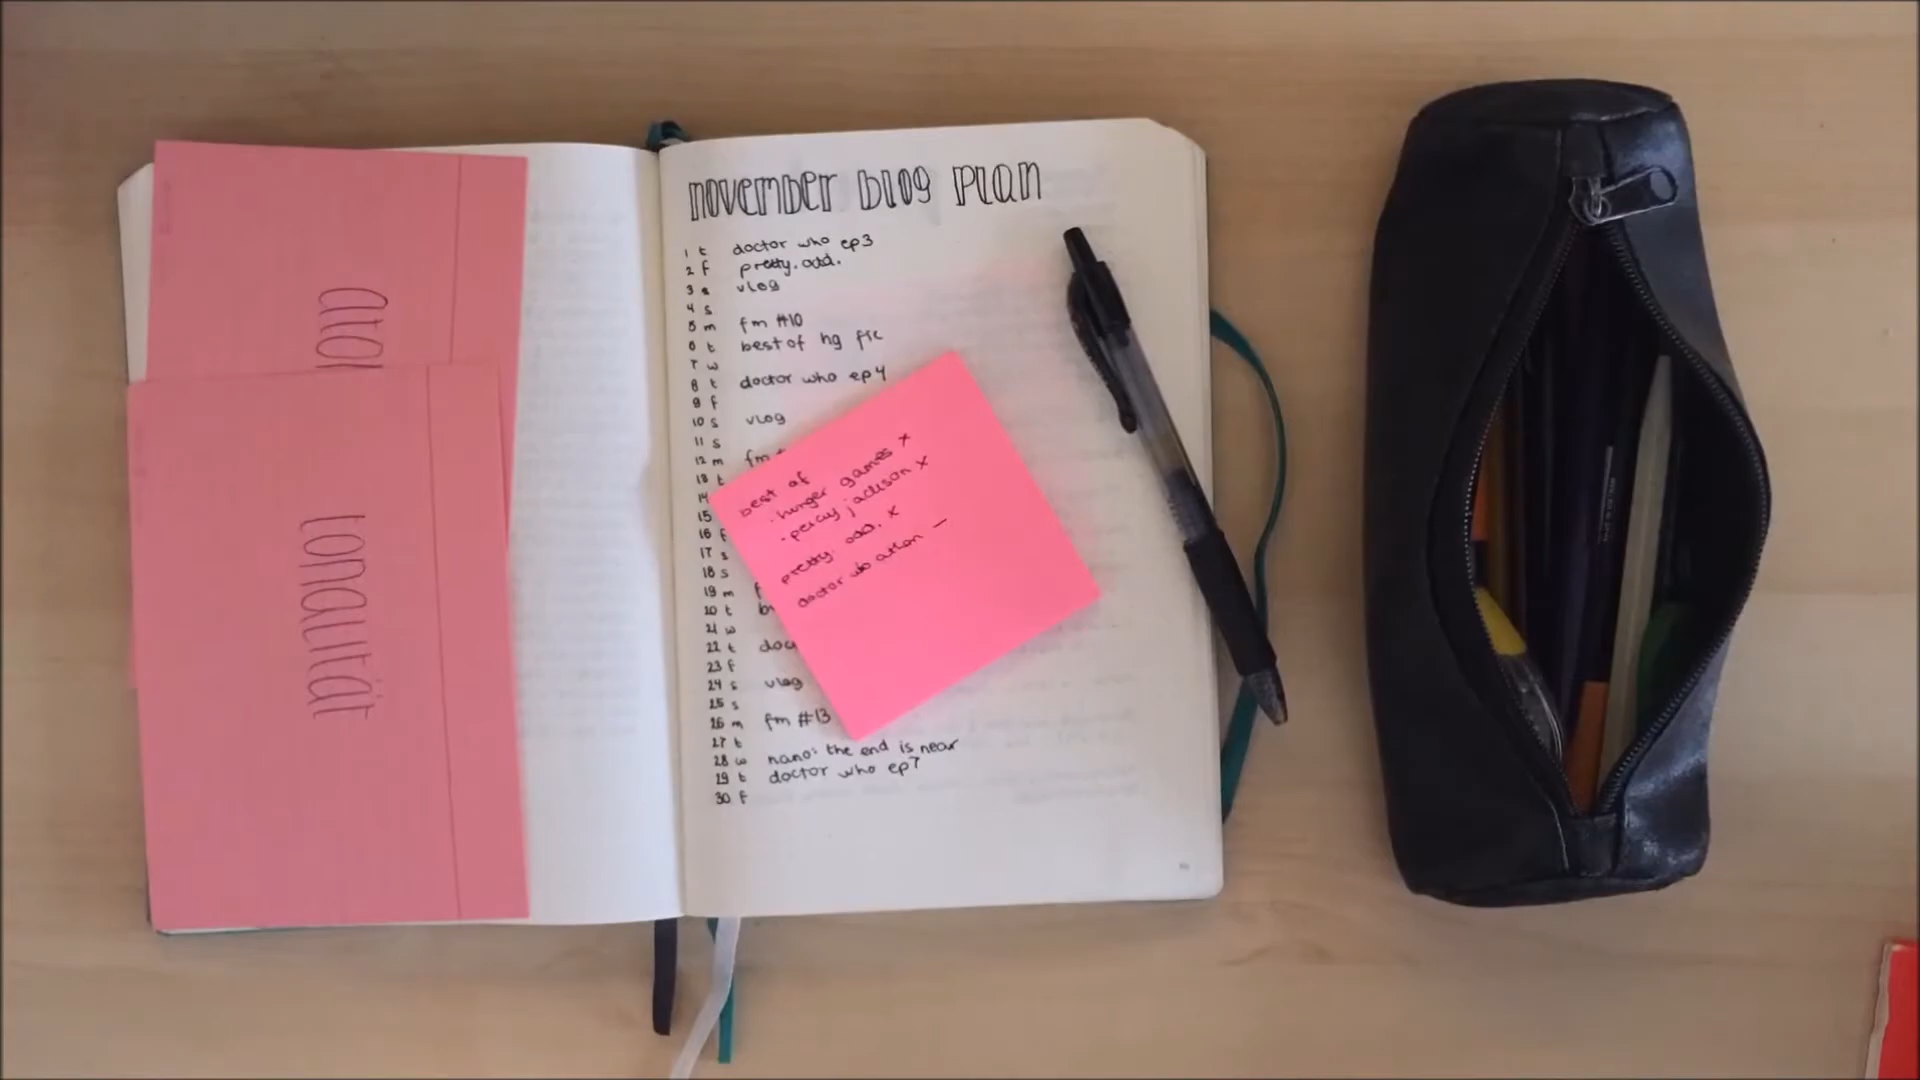 aton
tonalität
november blog plan
1 t doctor who ep3
2 f pretty. odd.
3 s vlog
4 s
5 m fm #10
6 t best of hg fic
7 w
8 t doctor who ep4
9 f
10 s vlog
11 s
12 m fm
13 t
14
15
16 f
17 s
18 s
19 m f
20 t b
21 w
22 t doc
23 f
24 s vlog
25 s
26 m fm #13
27 t
28 w nano: the end is near
29 t doctor who ep7
30 f
best of
- hunger games x
- percy jackson x
pretty. odd. x
doctor who —